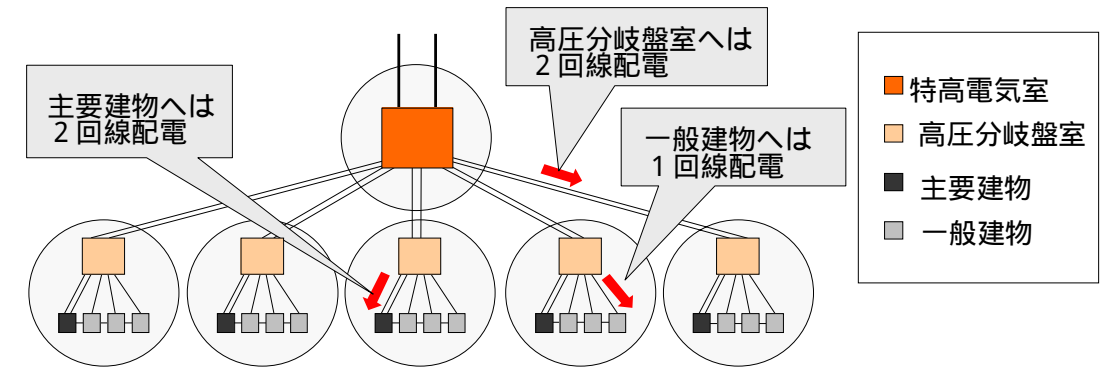 高圧分岐盤室へは
2回線配電
主要建物へは
2回線配電
一般建物へは
1回線配電
特高電気室
高圧分岐盤室
主要建物
一般建物